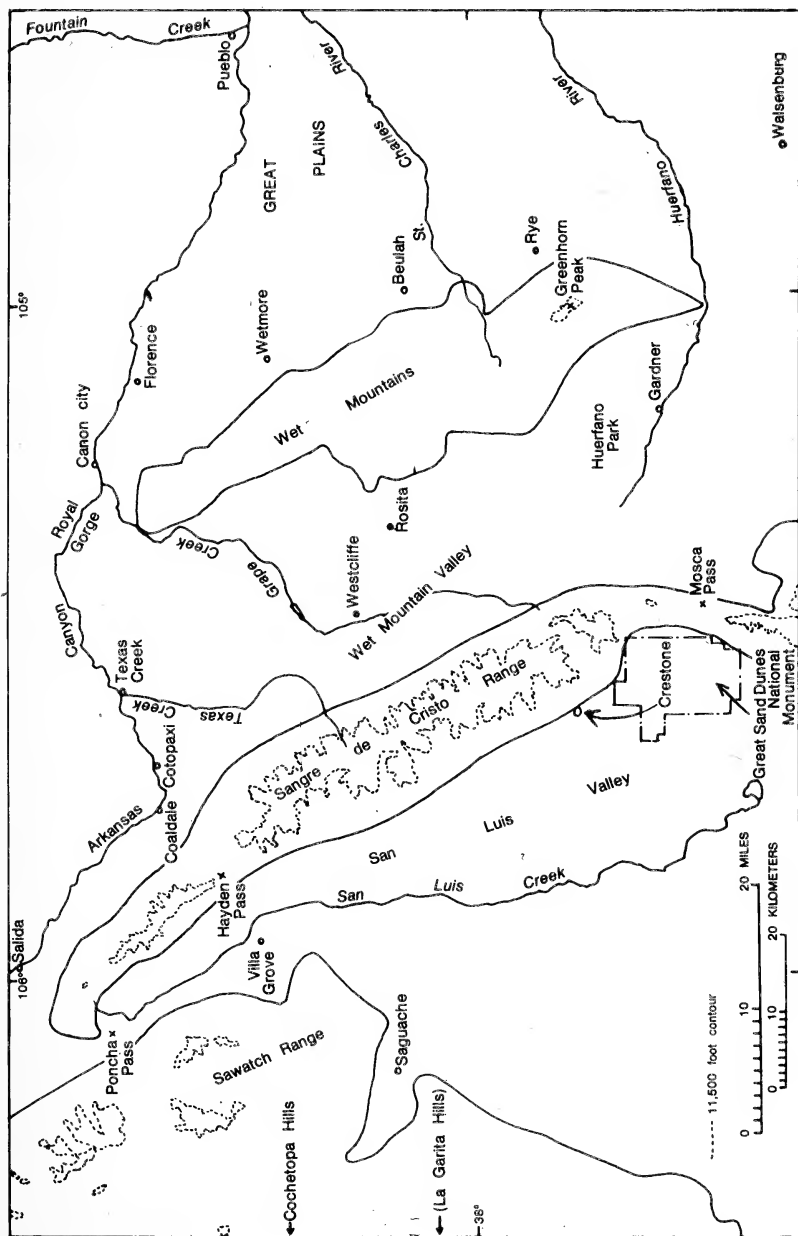 Fountain
Creek
Pueblo
River
Charles
St.
GREAT
PLAINS
River
Huerfano
Walsenburg
105°
Florence
Wetmore
Beulah
Rye
Greenhorn
Peak
Canon city
Royal
Gorge
Wet Mountains
Gardner
Huerfano
Park
Grape
Creek
Rosita
Westcliffe
Wet Mountain Valley
Mosca
Pass
Canyon
Texas
Creek
Texas
Creek
Cotopaxi
Coaldale
Arkansas
Sangre de Cristo Range
Crestone
Great Sand Dunes
National
Monument
Hayden
Pass
San Luis Valley
San Luis Creek
106°
Salida
Villa
Grove
Poncha
Pass
Sawatch Range
Saguache
Cochetopa Hills
(La Garita Hills)
38°
11,500 foot contour
0 10 20 MILES
0 10 20 KILOMETERS